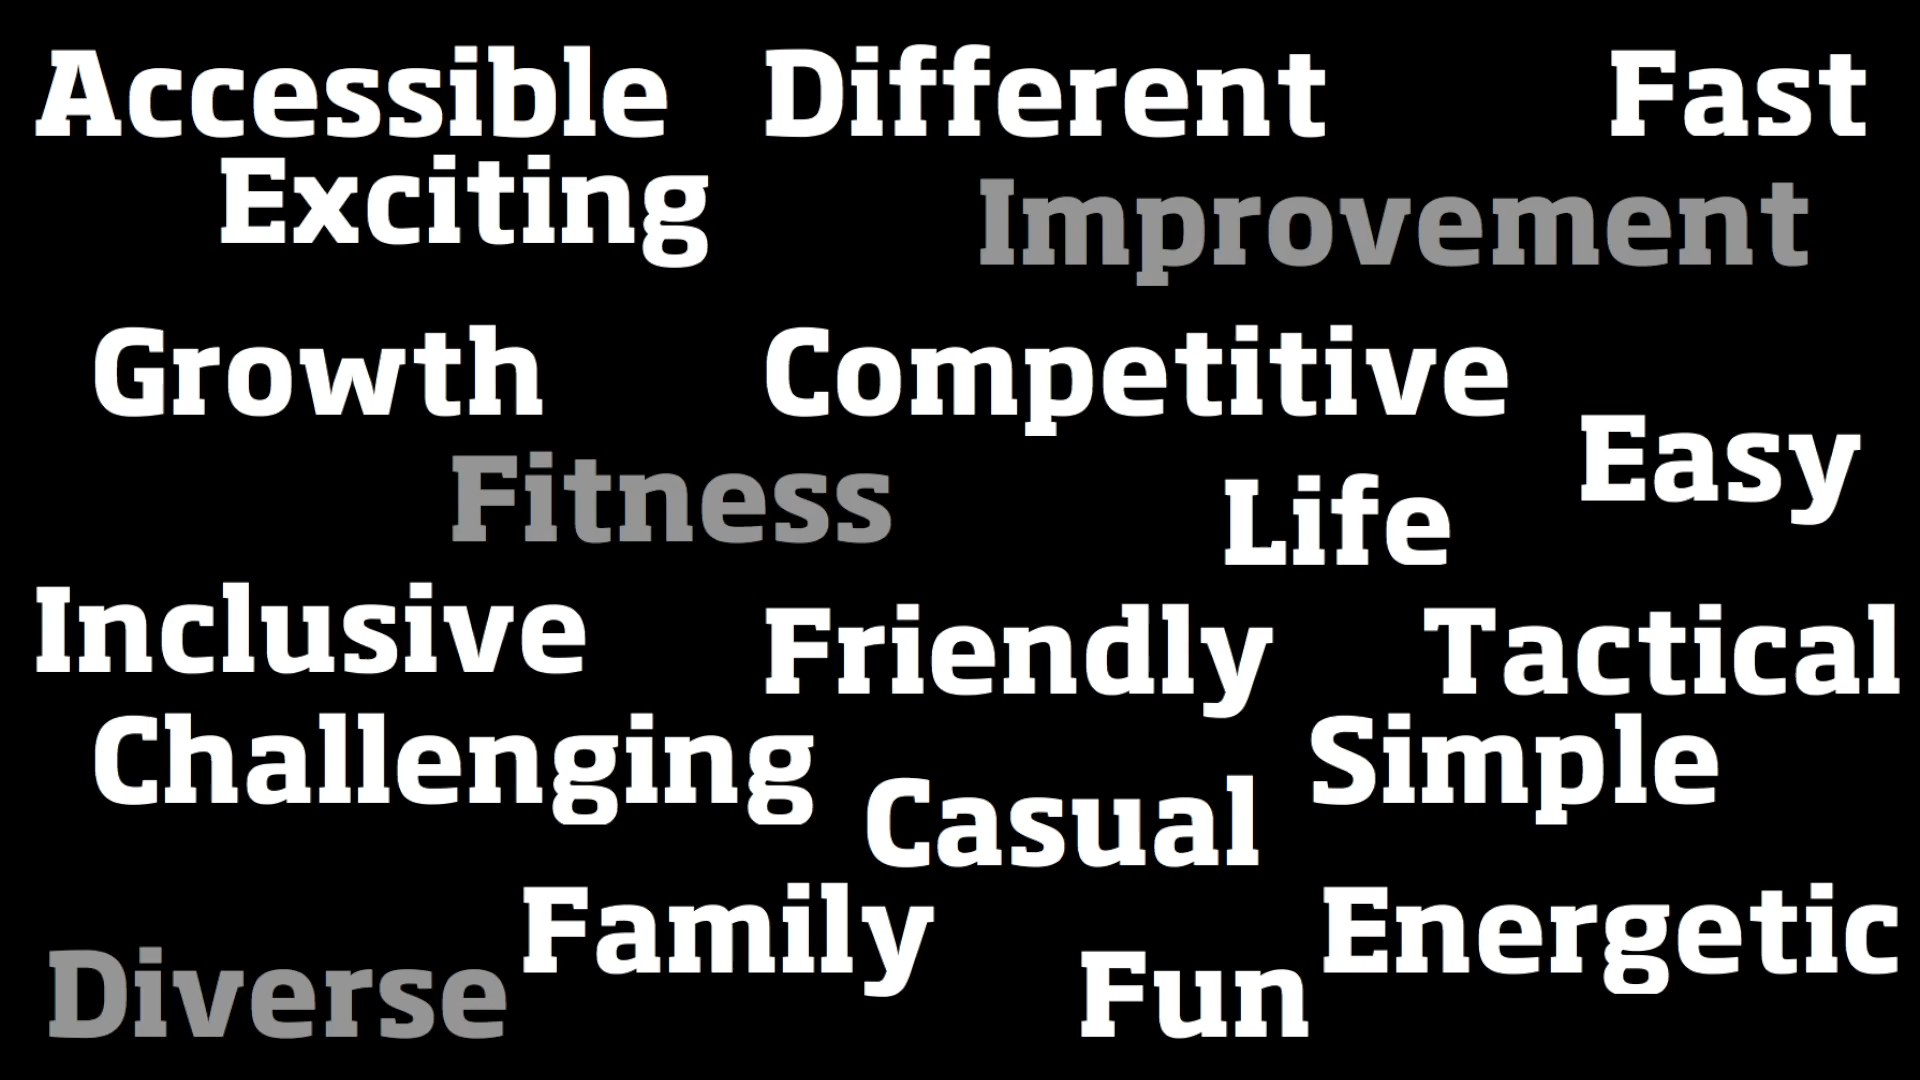 Accessible Different Fast
Exciting Improvement
Growth Competitive
Easy
Fitness Life
Inclusive Friendly Tactical
Challenging Simple
Casual
Family Energetic
Diverse Fun